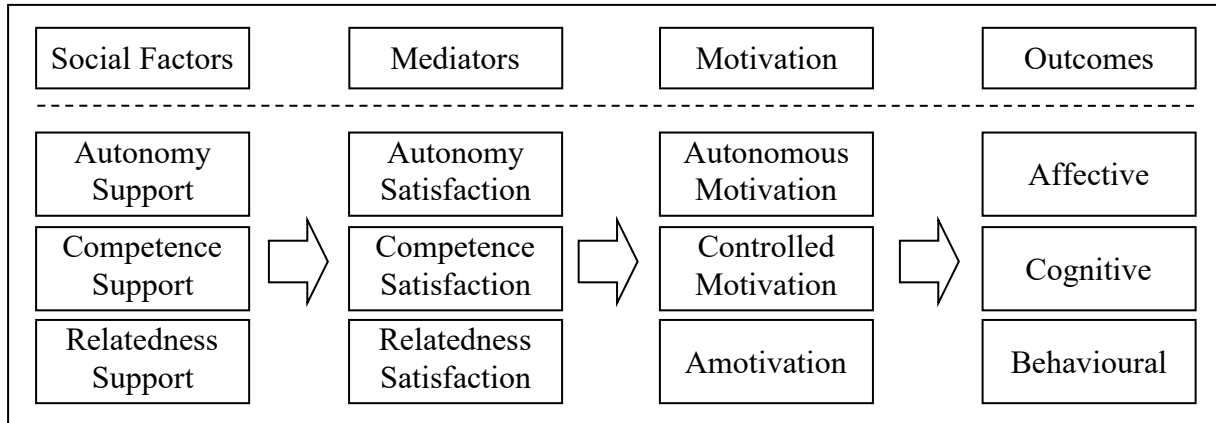 Social Factors
Mediators
Motivation
Outcomes
Autonomy
Support
Autonomy
Satisfaction
Autonomous
Motivation
Affective
Competence
Support
Competence
Satisfaction
Controlled
Motivation
Cognitive
Relatedness
Support
Relatedness
Satisfaction
Amotivation
Behavioural